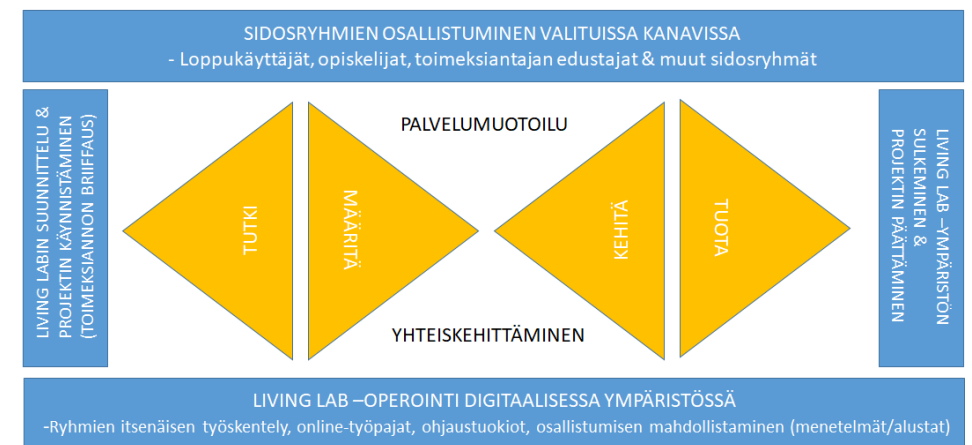 SIDOSRYHMIEN OSALLISTUMINEN VALITUISSA KANAVISSA
- Loppukäyttäjät, opiskelijat, toimeksiantajan edustajat & muut sidosryhmät
LIVING LABIN SUUNNITTELU &
PROJEKTIN KÄYNNISTÄMINEN
(TOIMEKSIANNON BRIIFFAUS)
PALVELUMUOTOILU
TUTKI
MÄÄRITÄ
KEHITÄ
TUOTA
YHTEISKEHITTÄMINEN
LIVING LAB –YMPÄRISTÖN
SULKEMINEN &
PROJEKTIN PÄÄTTÄMINEN
LIVING LAB –OPEROINTI DIGITAALISESSA YMPÄRISTÖSSÄ
-Ryhmien itsenäisen työskentely, online-työpajat, ohjaustuokiot, osallistumisen mahdollistaminen (menetelmät/alustat)